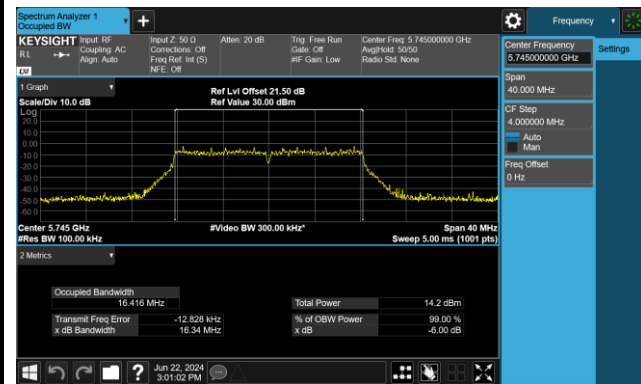 Spectrum Analyzer 1
Occupied BW
+
Frequency
KEYSIGHT
Input: RF
Coupling: AC
Align: Auto
Input Z: 50 Ω
Corrections: Off
Freq Ref: Int (S)
NFE: Off
Atten: 20 dB
Trig: Free Run
Gate: Off
#IF Gain: Low
Center Freq: 5.745000000 GHz
Avg|Hold: 50/50
Radio Std: None
RL
Center Frequency
5.745000000 GHz
Settings
Span
40.000 MHz
CF Step
4.000000 MHz
Auto
Man
Freq Offset
0 Hz
1 Graph
Scale/Div 10.0 dB
Ref Lvl Offset 21.50 dB
Ref Value 30.00 dBm
Log
20.0
10.0
0.00
-10.0
-20.0
-30.0
-40.0
-50.0
-60.0
Center 5.745 GHz
#Video BW 300.00 kHz*
Span 40 MHz
#Res BW 100.00 kHz
Sweep 5.00 ms (1001 pts)
2 Metrics
Occupied Bandwidth
16.416 MHz
Total Power 14.2 dBm
Transmit Freq Error -12.828 kHz
% of OBW Power 99.00 %
x dB Bandwidth 16.34 MHz
x dB -6.00 dB
?
Jun 22, 2024
3:01:02 PM